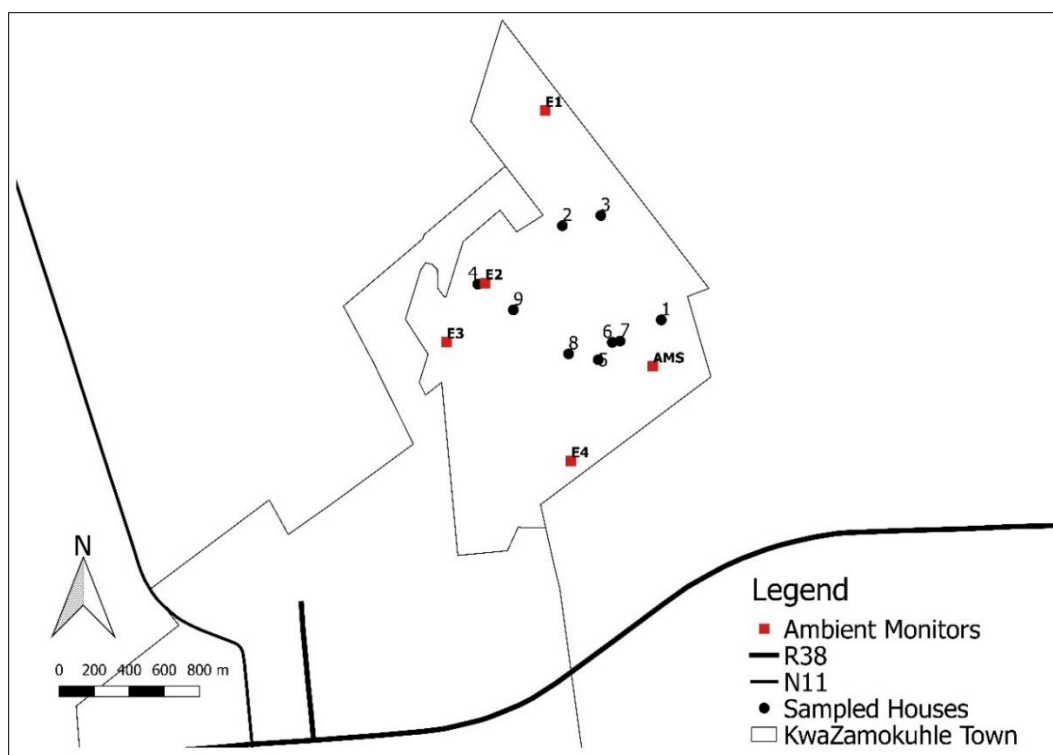 E1
3
2
4
E2
9
1
E3
6
7
8
5
AMS
E4
N
0 200 400 600 800 m
Legend
Ambient Monitors
R38
N11
Sampled Houses
KwaZamokuhle Town